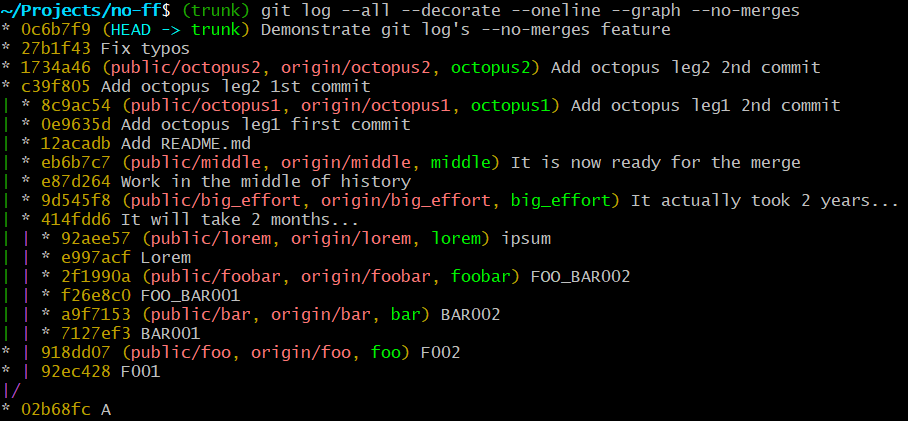 ~/Projects/no-ff$ (trunk) git log --all --decorate --oneline --graph --no-merges
* 0c6b7f9 (HEAD -> trunk) Demonstrate git log's --no-merges feature
* 27b1f43 Fix typos
* 1734a46 (public/octopus2, origin/octopus2, octopus2) Add octopus leg2 2nd commit
* c39f805 Add octopus leg2 1st commit
| * 8c9ac54 (public/octopus1, origin/octopus1, octopus1) Add octopus leg1 2nd commit
| * 0e9635d Add octopus leg1 first commit
| * 12acadb Add README.md
| * eb6b7c7 (public/middle, origin/middle, middle) It is now ready for the merge
| * e87d264 Work in the middle of history
| * 9d545f8 (public/big_effort, origin/big_effort, big_effort) It actually took 2 years...
| * 414fdd6 It will take 2 months...
| | * 92aee57 (public/lorem, origin/lorem, lorem) ipsum
| | * e997acf Lorem
| | * 2f1990a (public/foobar, origin/foobar, foobar) FOO_BAR002
| | * f26e8c0 FOO_BAR001
| | * a9f7153 (public/bar, origin/bar, bar) BAR002
| | * 7127ef3 BAR001
* | 918dd07 (public/foo, origin/foo, foo) F002
* | 92ec428 F001
|/
* 02b68fc A